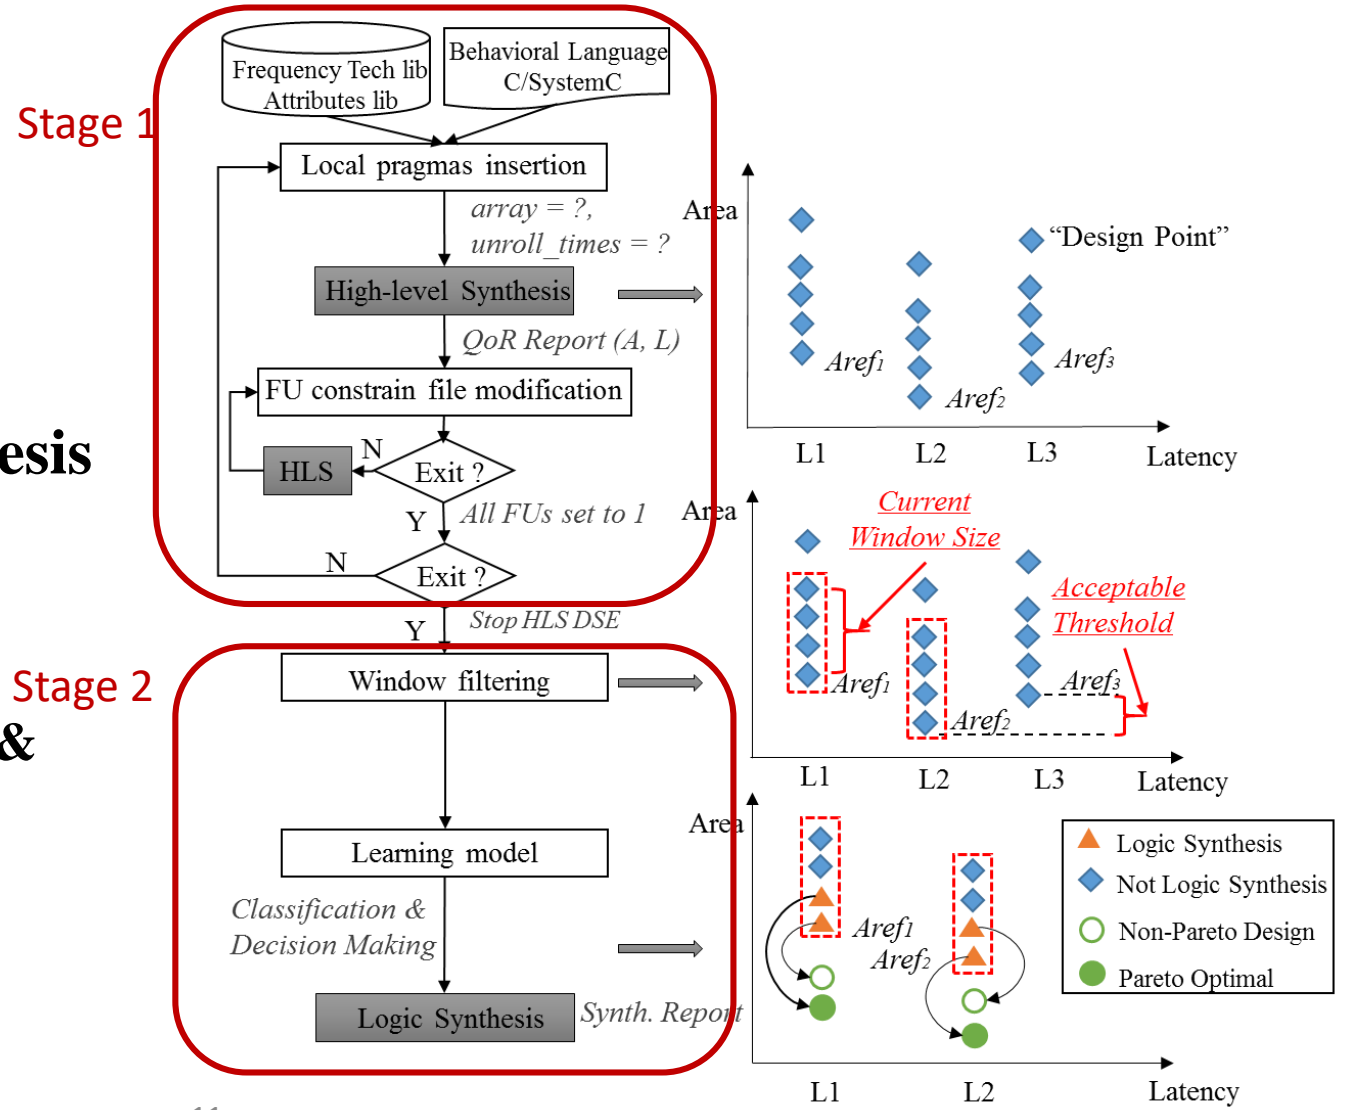 Frequency Tech lib
Attributes lib
Behavioral Language
C/SystemC
Stage 1
Local pragmas insertion
array = ?,
unroll_times = ?
High-level Synthesis
QoR Report (A, L)
FU constrain file modification
esis
HLS
N
Exit ?
Y
All FUs set to 1
N
Exit ?
Y
Stop HLS DSE
Stage 2
&
Window filtering
Learning model
Classification &
Decision Making
Logic Synthesis
Synth. Report
Area
"Design Point"
Aref1
Aref2
Aref3
L1
L2
L3
Latency
Area
Current
Window Size
Acceptable
Threshold
Aref1
Aref2
Aref3
L1
L2
L3
Latency
Area
Aref1
Aref2
L1
L2
Latency
Logic Synthesis
Not Logic Synthesis
Non-Pareto Design
Pareto Optimal